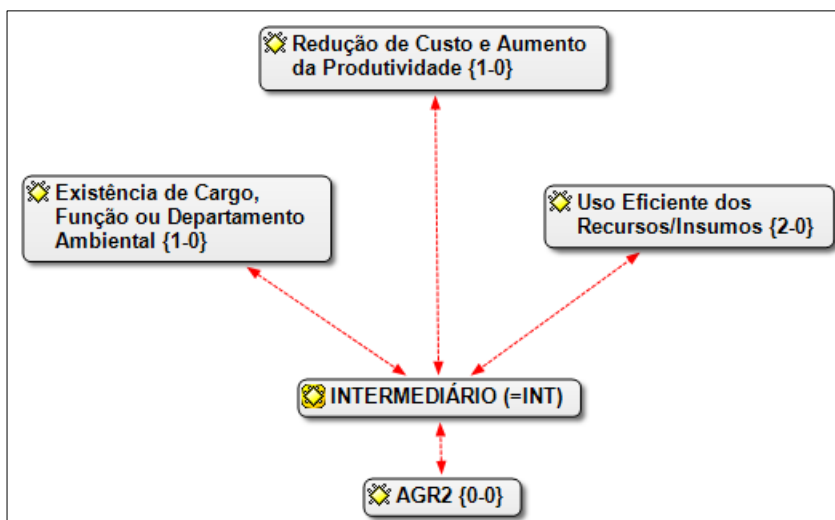 Redução de Custo e Aumento
da Produtividade {1-0}
Existência de Cargo,
Função ou Departamento
Ambiental {1-0}
Uso Eficiente dos
Recursos/Insumos {2-0}
INTERMEDIÁRIO (=INT)
AGR2 {0-0}